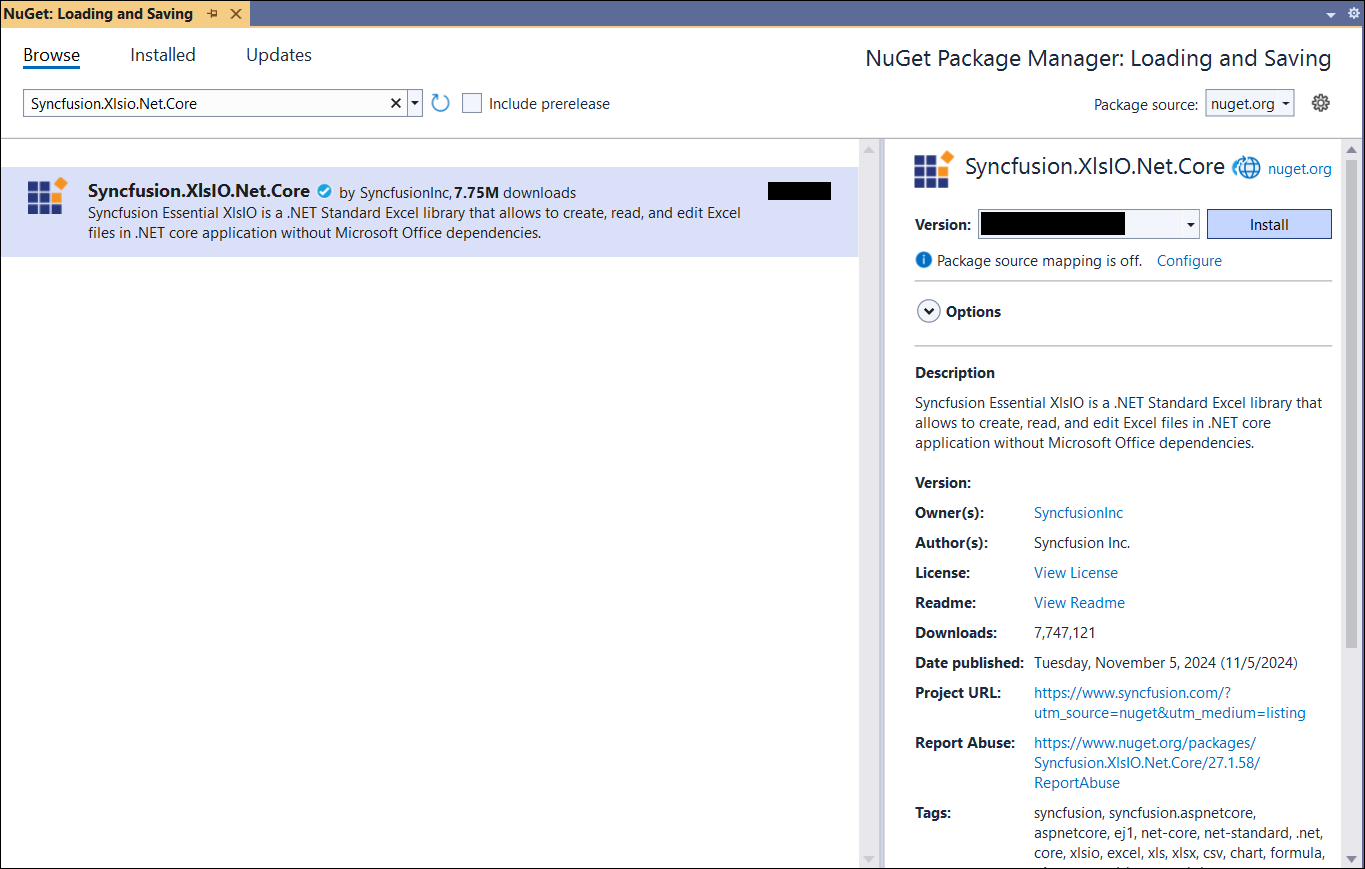 NuGet: Loading and Saving
Browse Installed Updates
NuGet Package Manager: Loading and Saving
Syncfusion.Xlsio.Net.Core
Include prerelease
Package source: nuget.org
Syncfusion.XlsIO.Net.Core by SyncfusionInc, 7.75M downloads
Syncfusion Essential XlsIO is a .NET Standard Excel library that allows to create, read, and edit Excel
files in .NET core application without Microsoft Office dependencies.
Syncfusion.XlsIO.Net.Core nuget.org
Version: Install
Package source mapping is off. Configure
Options
Description
Syncfusion Essential XlsIO is a .NET Standard Excel library that
allows to create, read, and edit Excel files in .NET core
application without Microsoft Office dependencies.
Version:
Owner(s): SyncfusionInc
Author(s): Syncfusion Inc.
License: View License
Readme: View Readme
Downloads: 7,747,121
Date published: Tuesday, November 5, 2024 (11/5/2024)
Project URL: https://www.syncfusion.com/?
utm_source=nuget&utm_medium=listing
Report Abuse: https://www.nuget.org/packages/
Syncfusion.XlsIO.Net.Core/27.1.58/
ReportAbuse
Tags: syncfusion, syncfusion.aspnetcore,
aspnetcore, ej1, net-core, net-standard, .net,
core, xlsio, excel, xls, xlsx, csv, chart, formula,